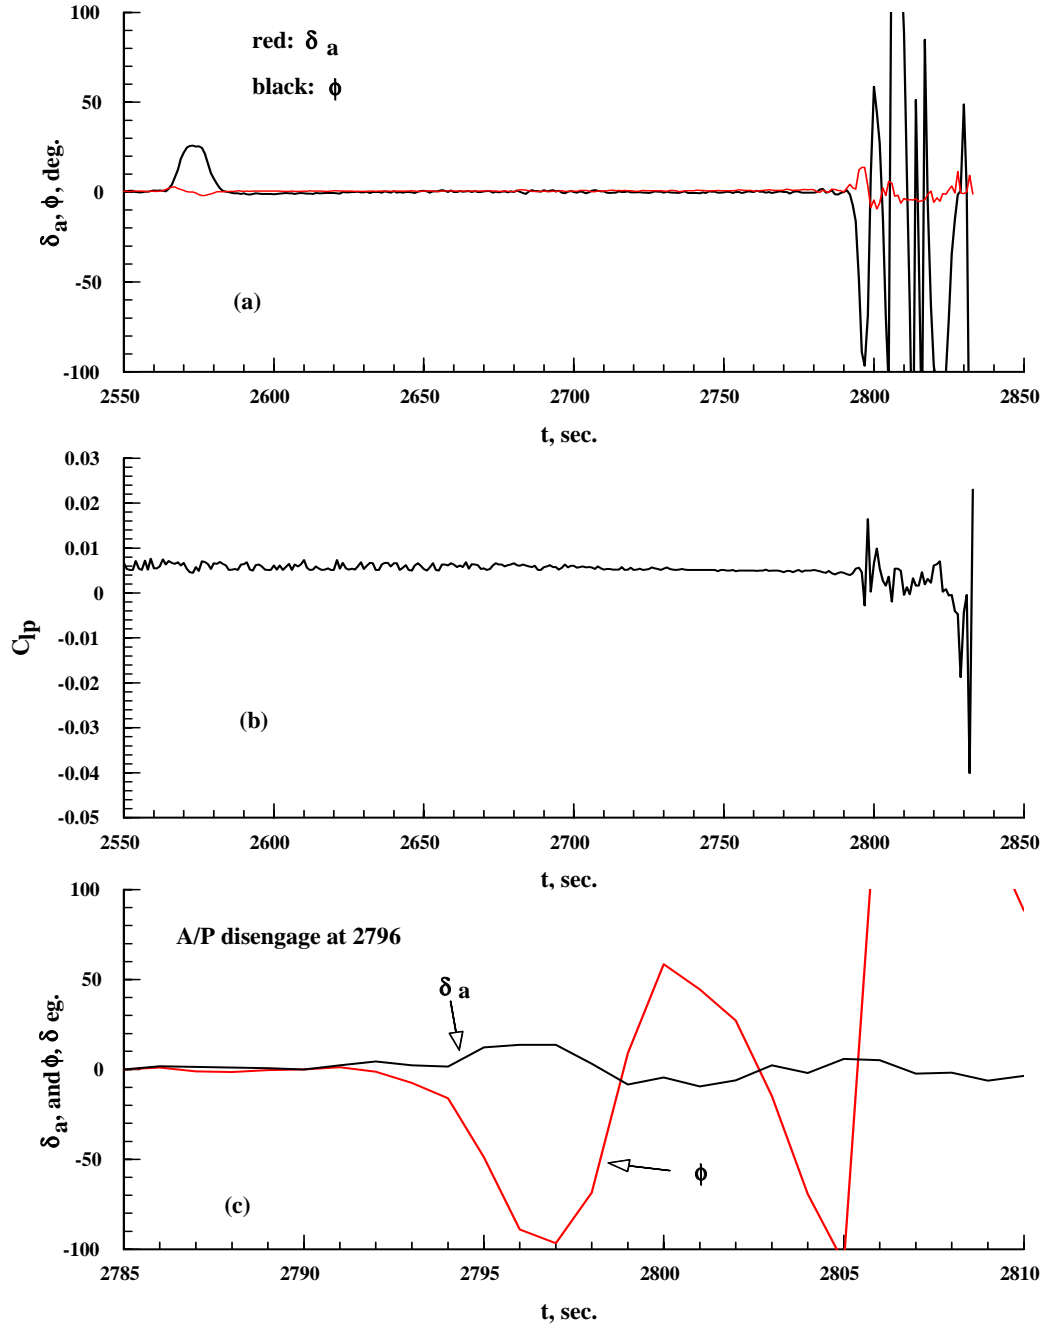 100
red: δ a
black: ϕ
50
0
-50
-100
δa, ϕ, deg.
(a)
2550 2600 2650 2700 2750 2800 2850
t, sec.
0.03
0.02
0.01
0
-0.01
-0.02
-0.03
-0.04
-0.05
Clp
(b)
2550 2600 2650 2700 2750 2800 2850
t, sec.
100
A/P disengage at 2796
50
δ a
0
-50
ϕ
-100
δa, and ϕ, δ eg.
(c)
2785 2790 2795 2800 2805 2810
t, sec.